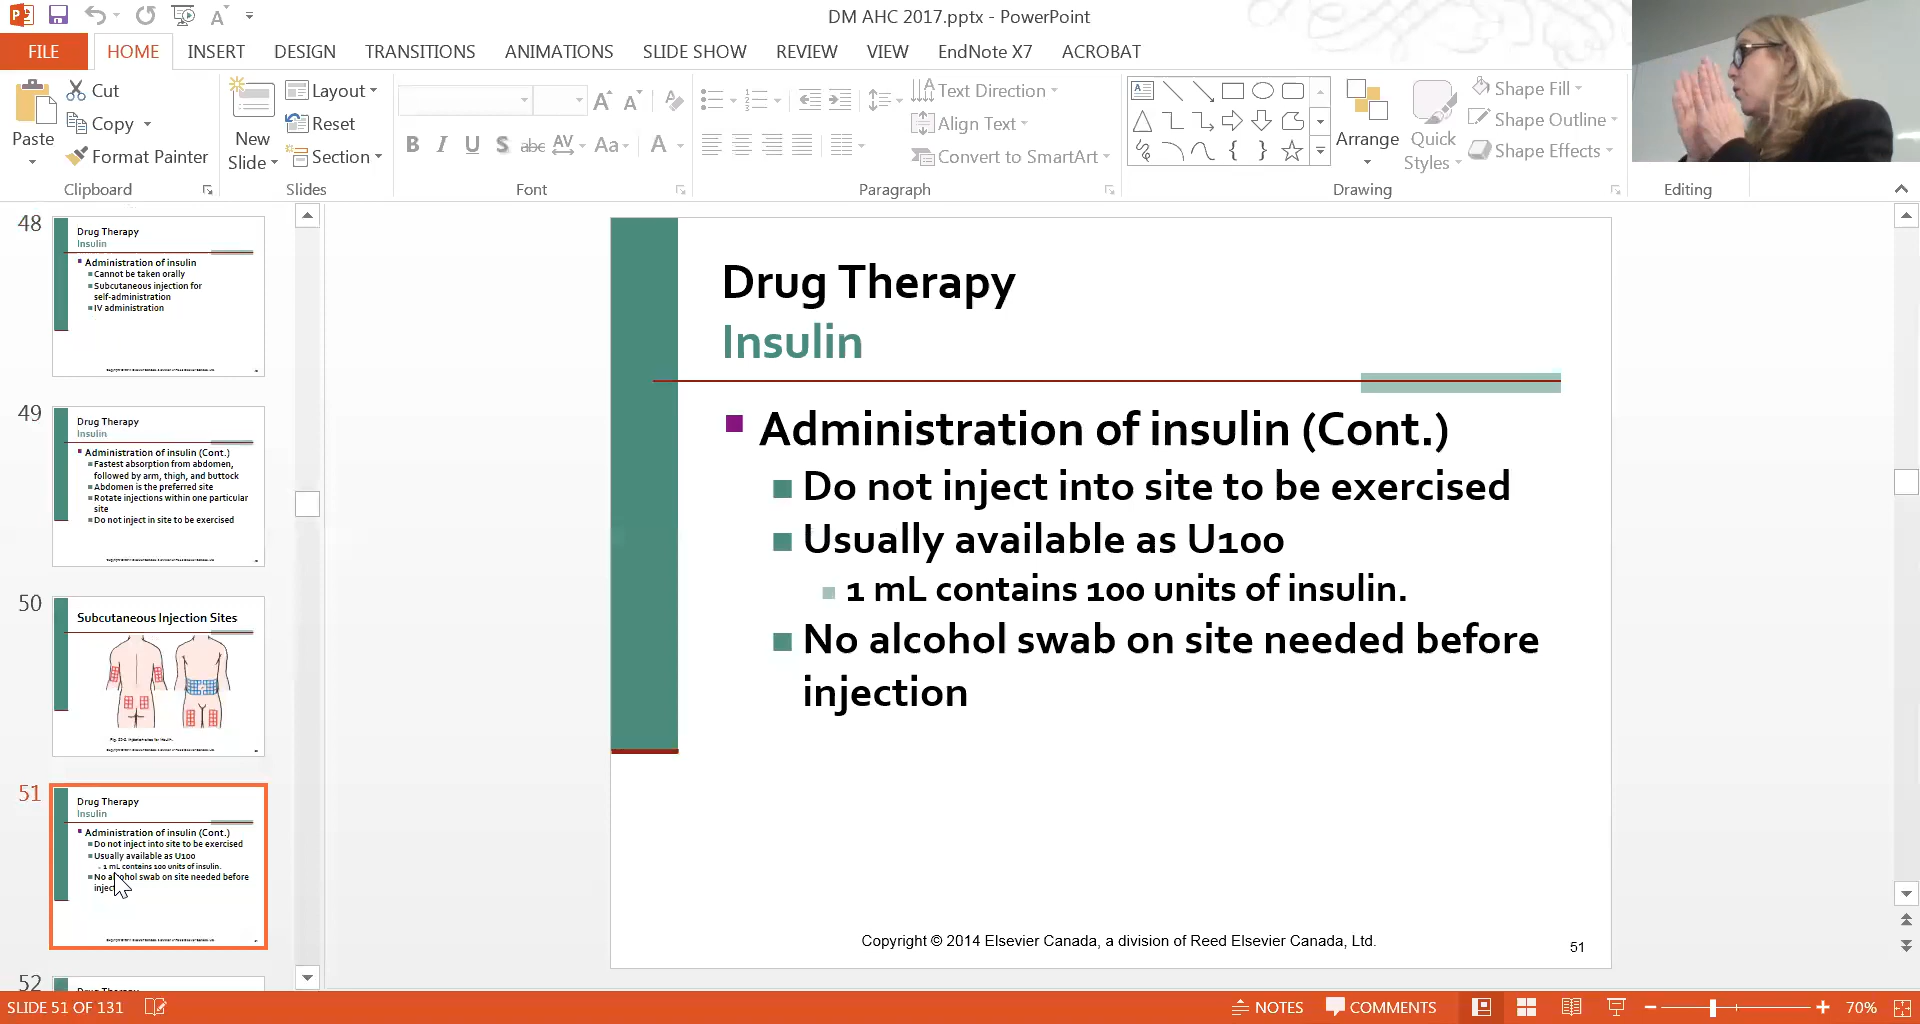 DM AHC 2017.pptx - PowerPoint
FILE
HOME
INSERT
DESIGN
TRANSITIONS
ANIMATIONS
SLIDE SHOW
REVIEW
VIEW
EndNote X7
ACROBAT
Paste
Cut
Copy
Format Painter
Clipboard
New
Slide
Layout
Reset
Section
Slides
B I U S abc AV Aa A
Font
Text Direction
Align Text
Convert to SmartArt
Paragraph
Arrange
Quick
Styles
Shape Fill
Shape Outline
Shape Effects
Drawing
Editing
48
Drug Therapy
Insulin
Administration of insulin
Cannot be taken orally
Subcutaneous injection for
self-administration
IV administration
49
Drug Therapy
Insulin
Administration of insulin (Cont.)
Fastest absorption from abdomen,
followed by arm, thigh, and buttock
Abdomen is the preferred site
Rotate injections within one particular
site
Do not inject in site to be exercised
50
Subcutaneous Injection Sites
51
Drug Therapy
Insulin
Administration of insulin (Cont.)
Do not inject into site to be exercised
Usually available as U100
1 mL contains 100 units of insulin.
No alcohol swab on site needed before
52
Drug Therapy
Drug Therapy
Insulin
Administration of insulin (Cont.)
Do not inject into site to be exercised
Usually available as U100
1 mL contains 100 units of insulin.
No alcohol swab on site needed before
injection
Copyright © 2014 Elsevier Canada, a division of Reed Elsevier Canada, Ltd.
51
SLIDE 51 OF 131
NOTES
COMMENTS
70%